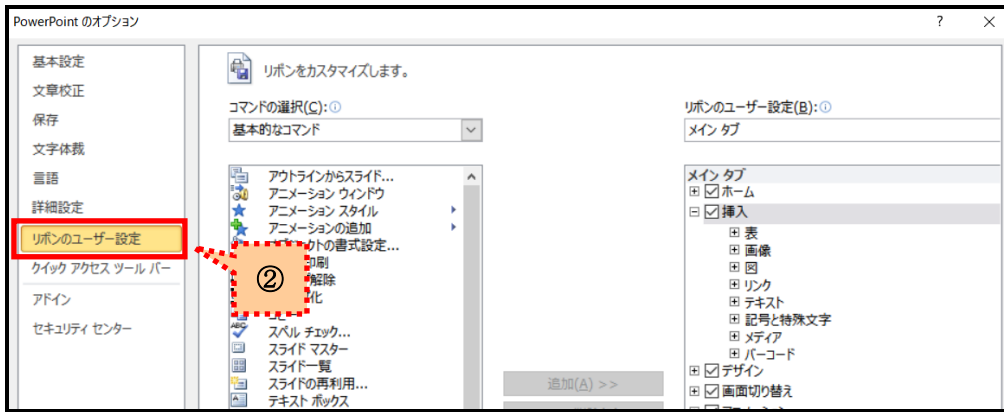 PowerPoint のオプション
?
×
基本設定
文章校正
保存
文字体裁
言語
詳細設定
リボンのユーザー設定
クイック アクセス ツール バー
アドイン
セキュリティ センター
リボンをカスタマイズします。
コマンドの選択(C):
基本的なコマンド
アウトラインからスライド...
アニメーション ウィンドウ
アニメーション スタイル
アニメーションの追加
の書式設定...
印刷
解除
化
コピー
スペル チェック...
スライド マスター
スライド一覧
スライドの再利用...
テキスト ボックス
②
追加(A) >>
リボンのユーザー設定(B):
メイン タブ
メイン タブ
ホーム
挿入
表
画像
図
リンク
テキスト
記号と特殊文字
メディア
バーコード
デザイン
画面切り替え